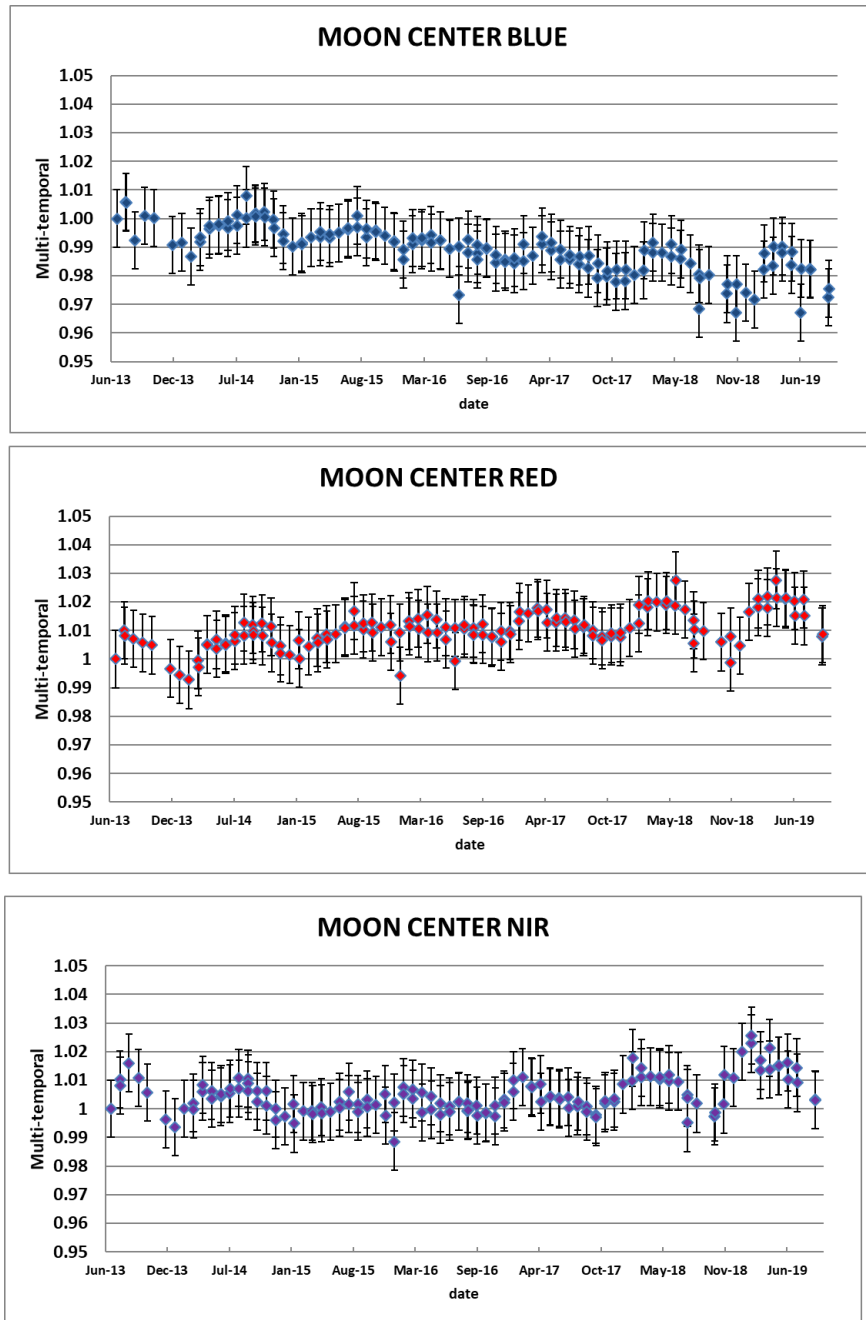 MOON CENTER BLUE
1.05
1.04
1.03
1.02
1.01
1.00
0.99
0.98
0.97
0.96
0.95
Multi-temporal
Jun-13 Dec-13 Jul-14 Jan-15 Aug-15 Mar-16 Sep-16 Apr-17 Oct-17 May-18 Nov-18 Jun-19
date
MOON CENTER RED
1.05
1.04
1.03
1.02
1.01
1
0.99
0.98
0.97
0.96
0.95
Multi-temporal
Jun-13 Dec-13 Jul-14 Jan-15 Aug-15 Mar-16 Sep-16 Apr-17 Oct-17 May-18 Nov-18 Jun-19
date
MOON CENTER NIR
1.05
1.04
1.03
1.02
1.01
1
0.99
0.98
0.97
0.96
0.95
Multi-temporal
Jun-13 Dec-13 Jul-14 Jan-15 Aug-15 Mar-16 Sep-16 Apr-17 Oct-17 May-18 Nov-18 Jun-19
date